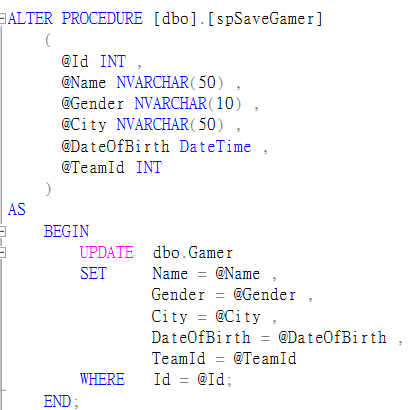 ALTER PROCEDURE [dbo].[spSaveGamer]
(
@Id INT ,
@Name NVARCHAR(50) ,
@Gender NVARCHAR(10) ,
@City NVARCHAR(50) ,
@DateOfBirth DateTime ,
@TeamId INT
)
AS
BEGIN
UPDATE dbo.Gamer
SET Name = @Name ,
Gender = @Gender ,
City = @City ,
DateOfBirth = @DateOfBirth ,
TeamId = @TeamId
WHERE Id = @Id;
END;